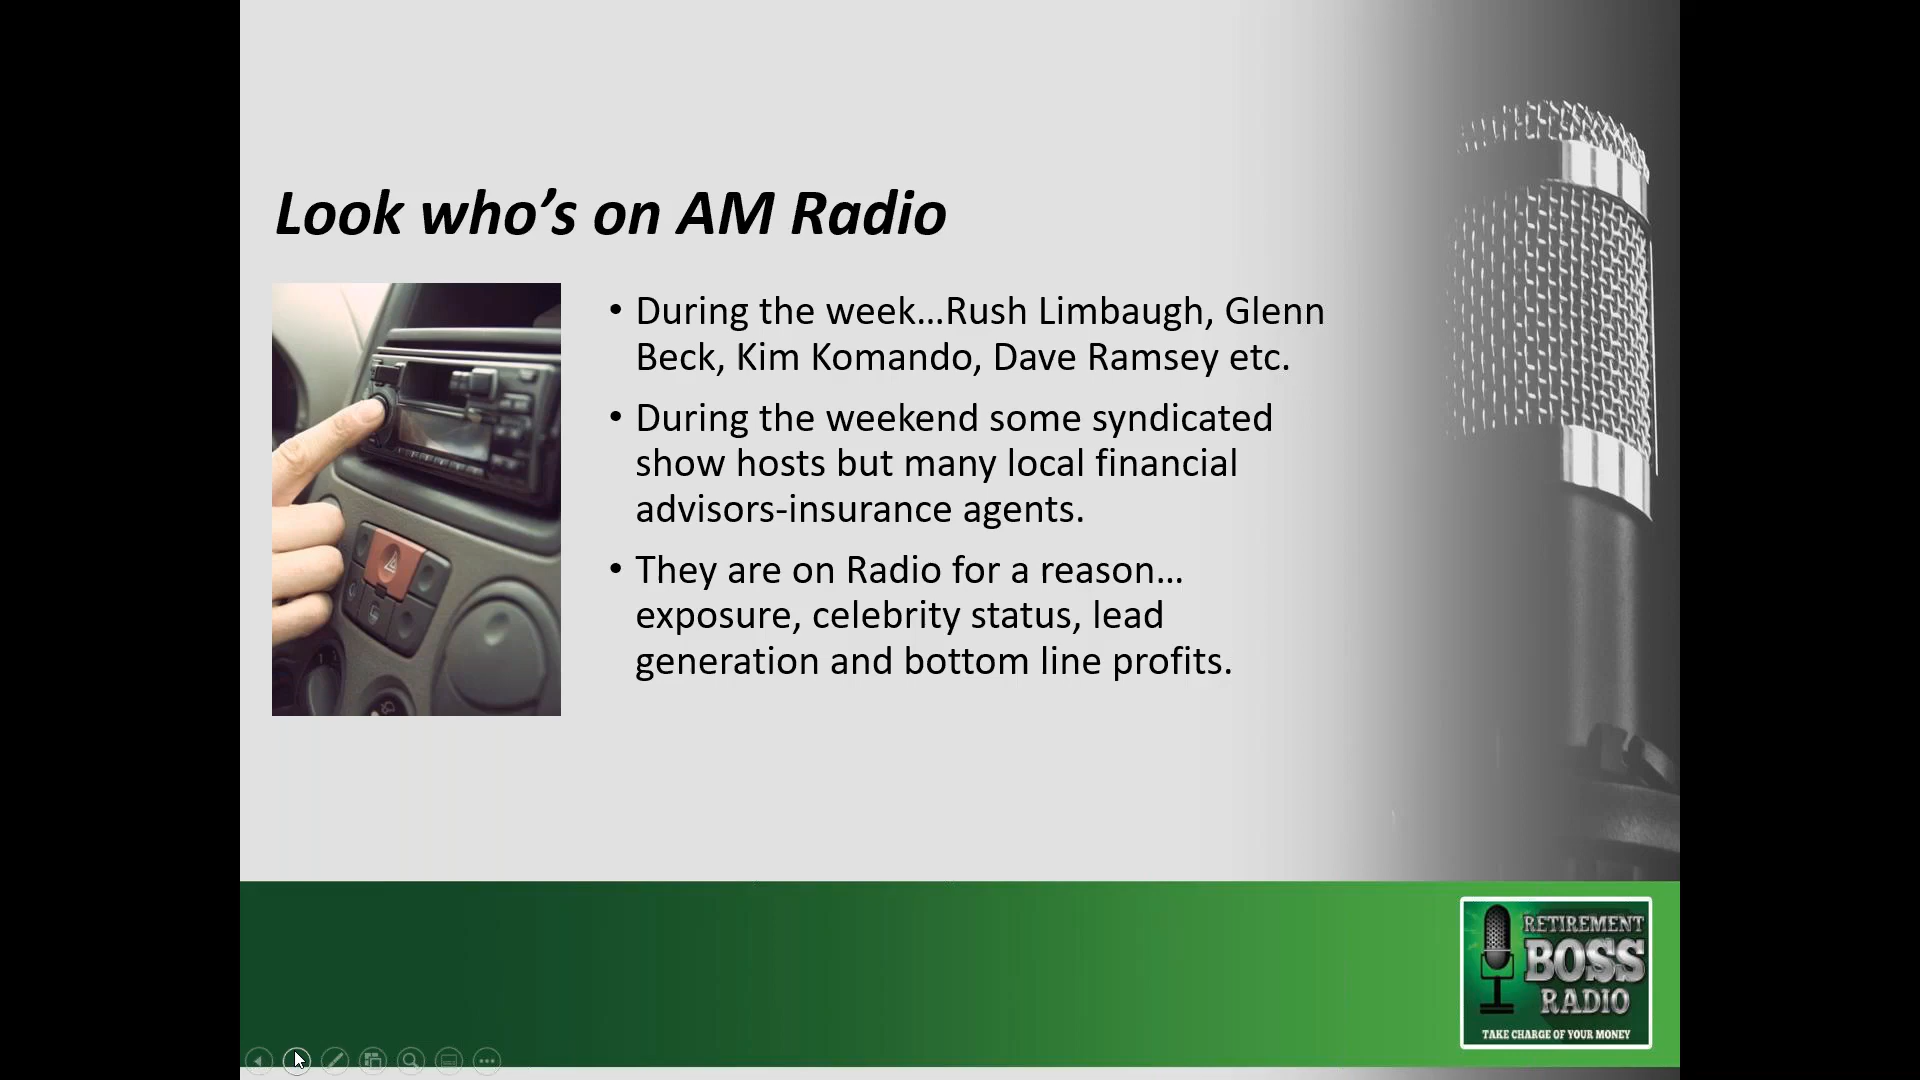 Look who’s on AM Radio
• During the week…Rush Limbaugh, Glenn
Beck, Kim Komando, Dave Ramsey etc.
• During the weekend some syndicated
show hosts but many local financial
advisors-insurance agents.
• They are on Radio for a reason…
exposure, celebrity status, lead
generation and bottom line profits.
RETIREMENT
BOSS
RADIO
TAKE CHARGE OF YOUR MONEY